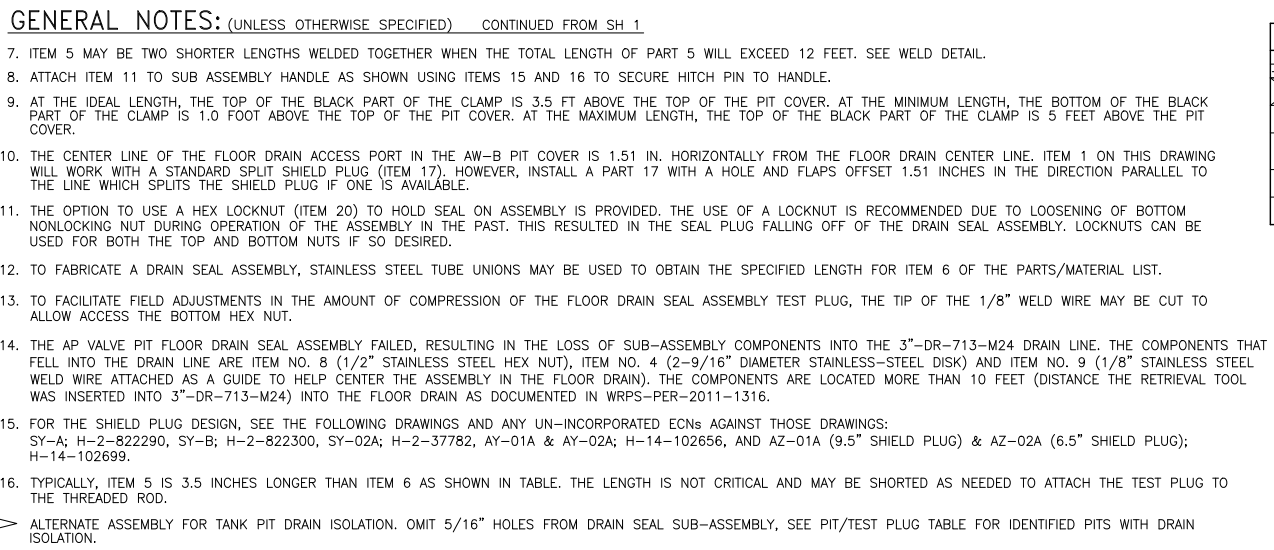 GENERAL NOTES: (UNLESS OTHERWISE SPECIFIED) CONTINUED FROM SH 1
7. ITEM 5 MAY BE TWO SHORTER LENGTHS WELDED TOGETHER WHEN THE TOTAL LENGTH OF PART 5 WILL EXCEED 12 FEET. SEE WELD DETAIL.
8. ATTACH ITEM 11 TO SUB ASSEMBLY HANDLE AS SHOWN USING ITEMS 15 AND 16 TO SECURE HITCH PIN TO HANDLE.
9. AT THE IDEAL LENGTH, THE TOP OF THE BLACK PART OF THE CLAMP IS 3.5 FT ABOVE THE TOP OF THE PIT COVER. AT THE MINIMUM LENGTH, THE BOTTOM OF THE BLACK
PART OF THE CLAMP IS 1.0 FOOT ABOVE THE TOP OF THE PIT COVER. AT THE MAXIMUM LENGTH, THE TOP OF THE BLACK PART OF THE CLAMP IS 5 FEET ABOVE THE PIT
COVER.
10. THE CENTER LINE OF THE FLOOR DRAIN ACCESS PORT IN THE AW-B PIT COVER IS 1.51 IN. HORIZONTALLY FROM THE FLOOR DRAIN CENTER LINE. ITEM 1 ON THIS DRAWING
WILL WORK WITH A STANDARD SPLIT SHIELD PLUG (ITEM 17). HOWEVER, INSTALL A PART 17 WITH A HOLE AND FLAPS OFFSET 1.51 INCHES IN THE DIRECTION PARALLEL TO
THE LINE WHICH SPLITS THE SHIELD PLUG IF ONE IS AVAILABLE.
11. THE OPTION TO USE A HEX LOCKNUT (ITEM 20) TO HOLD SEAL ON ASSEMBLY IS PROVIDED. THE USE OF A LOCKNUT IS RECOMMENDED DUE TO LOOSENING OF BOTTOM
NONLOCKING NUT DURING OPERATION OF THE ASSEMBLY IN THE PAST. THIS RESULTED IN THE SEAL PLUG FALLING OFF OF THE DRAIN SEAL ASSEMBLY. LOCKNUTS CAN BE
USED FOR BOTH THE TOP AND BOTTOM NUTS IF SO DESIRED.
12. TO FABRICATE A DRAIN SEAL ASSEMBLY, STAINLESS STEEL TUBE UNIONS MAY BE USED TO OBTAIN THE SPECIFIED LENGTH FOR ITEM 6 OF THE PARTS/MATERIAL LIST.
13. TO FACILITATE FIELD ADJUSTMENTS IN THE AMOUNT OF COMPRESSION OF THE FLOOR DRAIN SEAL ASSEMBLY TEST PLUG, THE TIP OF THE 1/8" WELD WIRE MAY BE CUT TO
ALLOW ACCESS THE BOTTOM HEX NUT.
14. THE AP VALVE PIT FLOOR DRAIN SEAL ASSEMBLY FAILED, RESULTING IN THE LOSS OF SUB-ASSEMBLY COMPONENTS INTO THE 3"-DR-713-M24 DRAIN LINE. THE COMPONENTS THAT
FELL INTO THE DRAIN LINE ARE ITEM NO. 8 (1/2" STAINLESS STEEL HEX NUT), ITEM NO. 4 (2-9/16" DIAMETER STAINLESS-STEEL DISK) AND ITEM NO. 9 (1/8" STAINLESS STEEL
WELD WIRE ATTACHED AS A GUIDE TO HELP CENTER THE ASSEMBLY IN THE FLOOR DRAIN). THE COMPONENTS ARE LOCATED MORE THAN 10 FEET (DISTANCE THE RETRIEVAL TOOL
WAS INSERTED INTO 3"-DR-713-M24) INTO THE FLOOR DRAIN AS DOCUMENTED IN WRPS-PER-2011-1316.
15. FOR THE SHIELD PLUG DESIGN, SEE THE FOLLOWING DRAWINGS AND ANY UN-INCORPORATED ECNs AGAINST THOSE DRAWINGS:
SY-A; H-2-822290, SY-B; H-2-822300, SY-02A; H-2-37782, AY-01A & AY-02A; H-14-102656, AND AZ-01A (9.5" SHIELD PLUG) & AZ-02A (6.5" SHIELD PLUG);
H-14-102699.
16. TYPICALLY, ITEM 5 IS 3.5 INCHES LONGER THAN ITEM 6 AS SHOWN IN TABLE. THE LENGTH IS NOT CRITICAL AND MAY BE SHORTED AS NEEDED TO ATTACH THE TEST PLUG TO
THE THREADED ROD.
ALTERNATE ASSEMBLY FOR TANK PIT DRAIN ISOLATION. OMIT 5/16" HOLES FROM DRAIN SEAL SUB-ASSEMBLY, SEE PIT/TEST PLUG TABLE FOR IDENTIFIED PITS WITH DRAIN
ISOLATION.